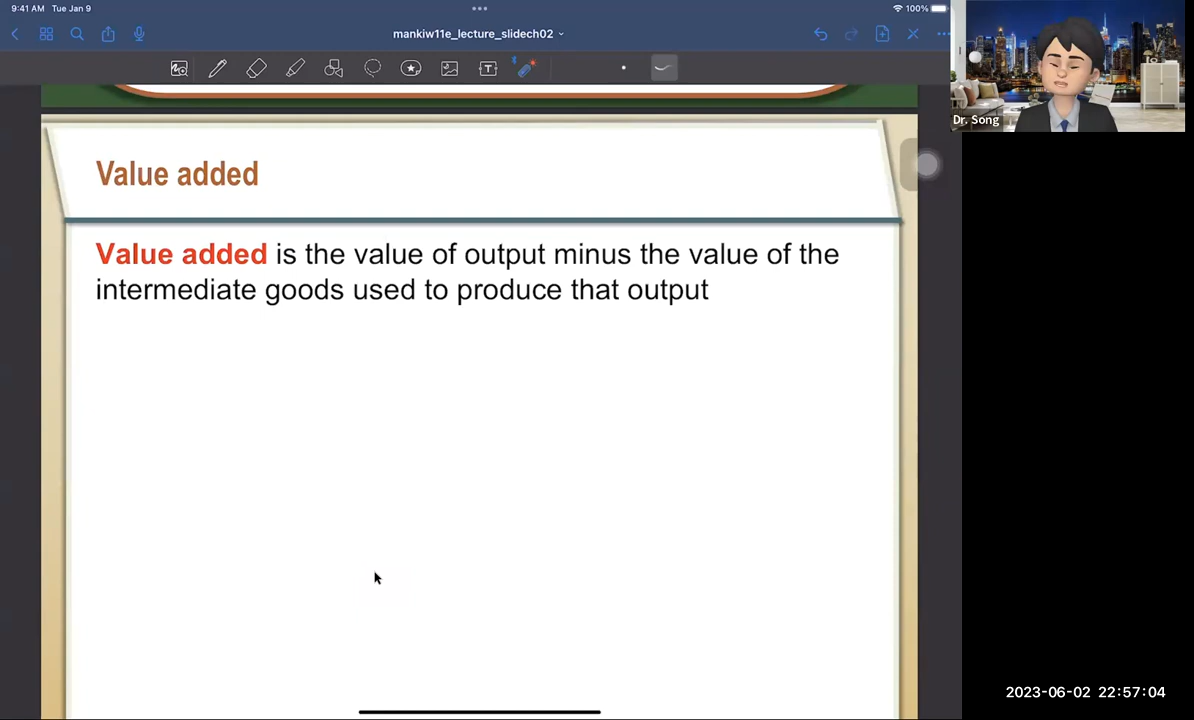 9:41 AM Tue Jan 9
100%
mankiw11e_lecture_slidech02
Dr. Song
Value added
Value added is the value of output minus the value of the
intermediate goods used to produce that output
2023-06-02 22:57:04